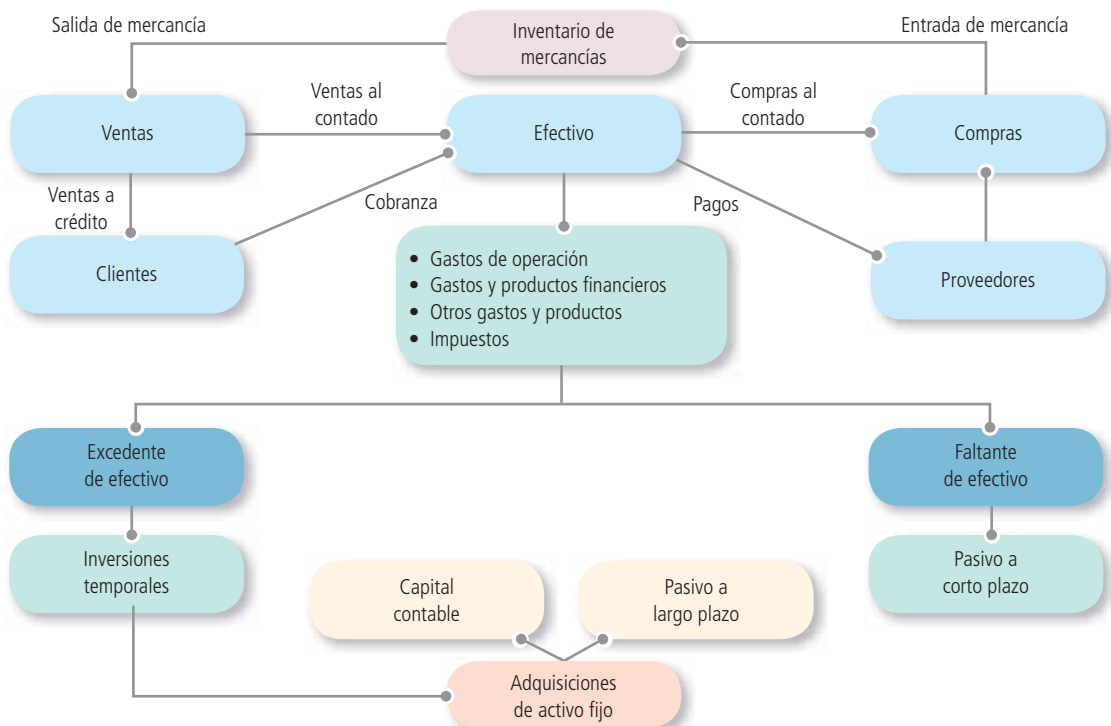 Salida de mercancía
Inventario de
mercancías
Entrada de mercancía
Ventas
Ventas al
contado
Efectivo
Compras al
contado
Compras
Ventas a
crédito
Cobranza
Pagos
Clientes
• Gastos de operación
• Gastos y productos financieros
• Otros gastos y productos
• Impuestos
Proveedores
Excedente
de efectivo
Faltante
de efectivo
Inversiones
temporales
Capital
contable
Pasivo a
largo plazo
Pasivo a
corto plazo
Adquisiciones
de activo fijo